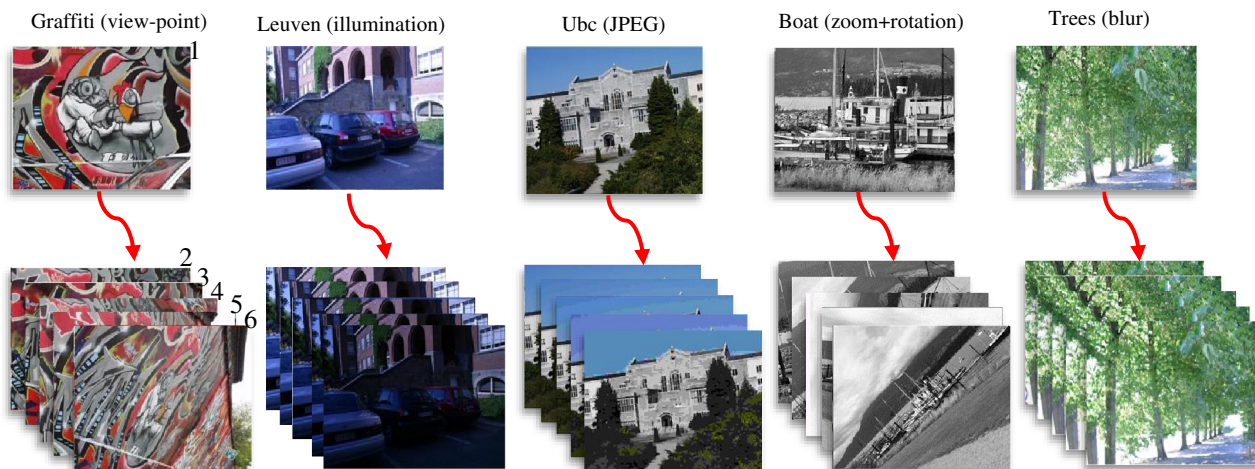 Graffiti (view-point)
Leuven (illumination)
Ubc (JPEG)
Boat (zoom+rotation)
Trees (blur)
1
2
3
4
5
6